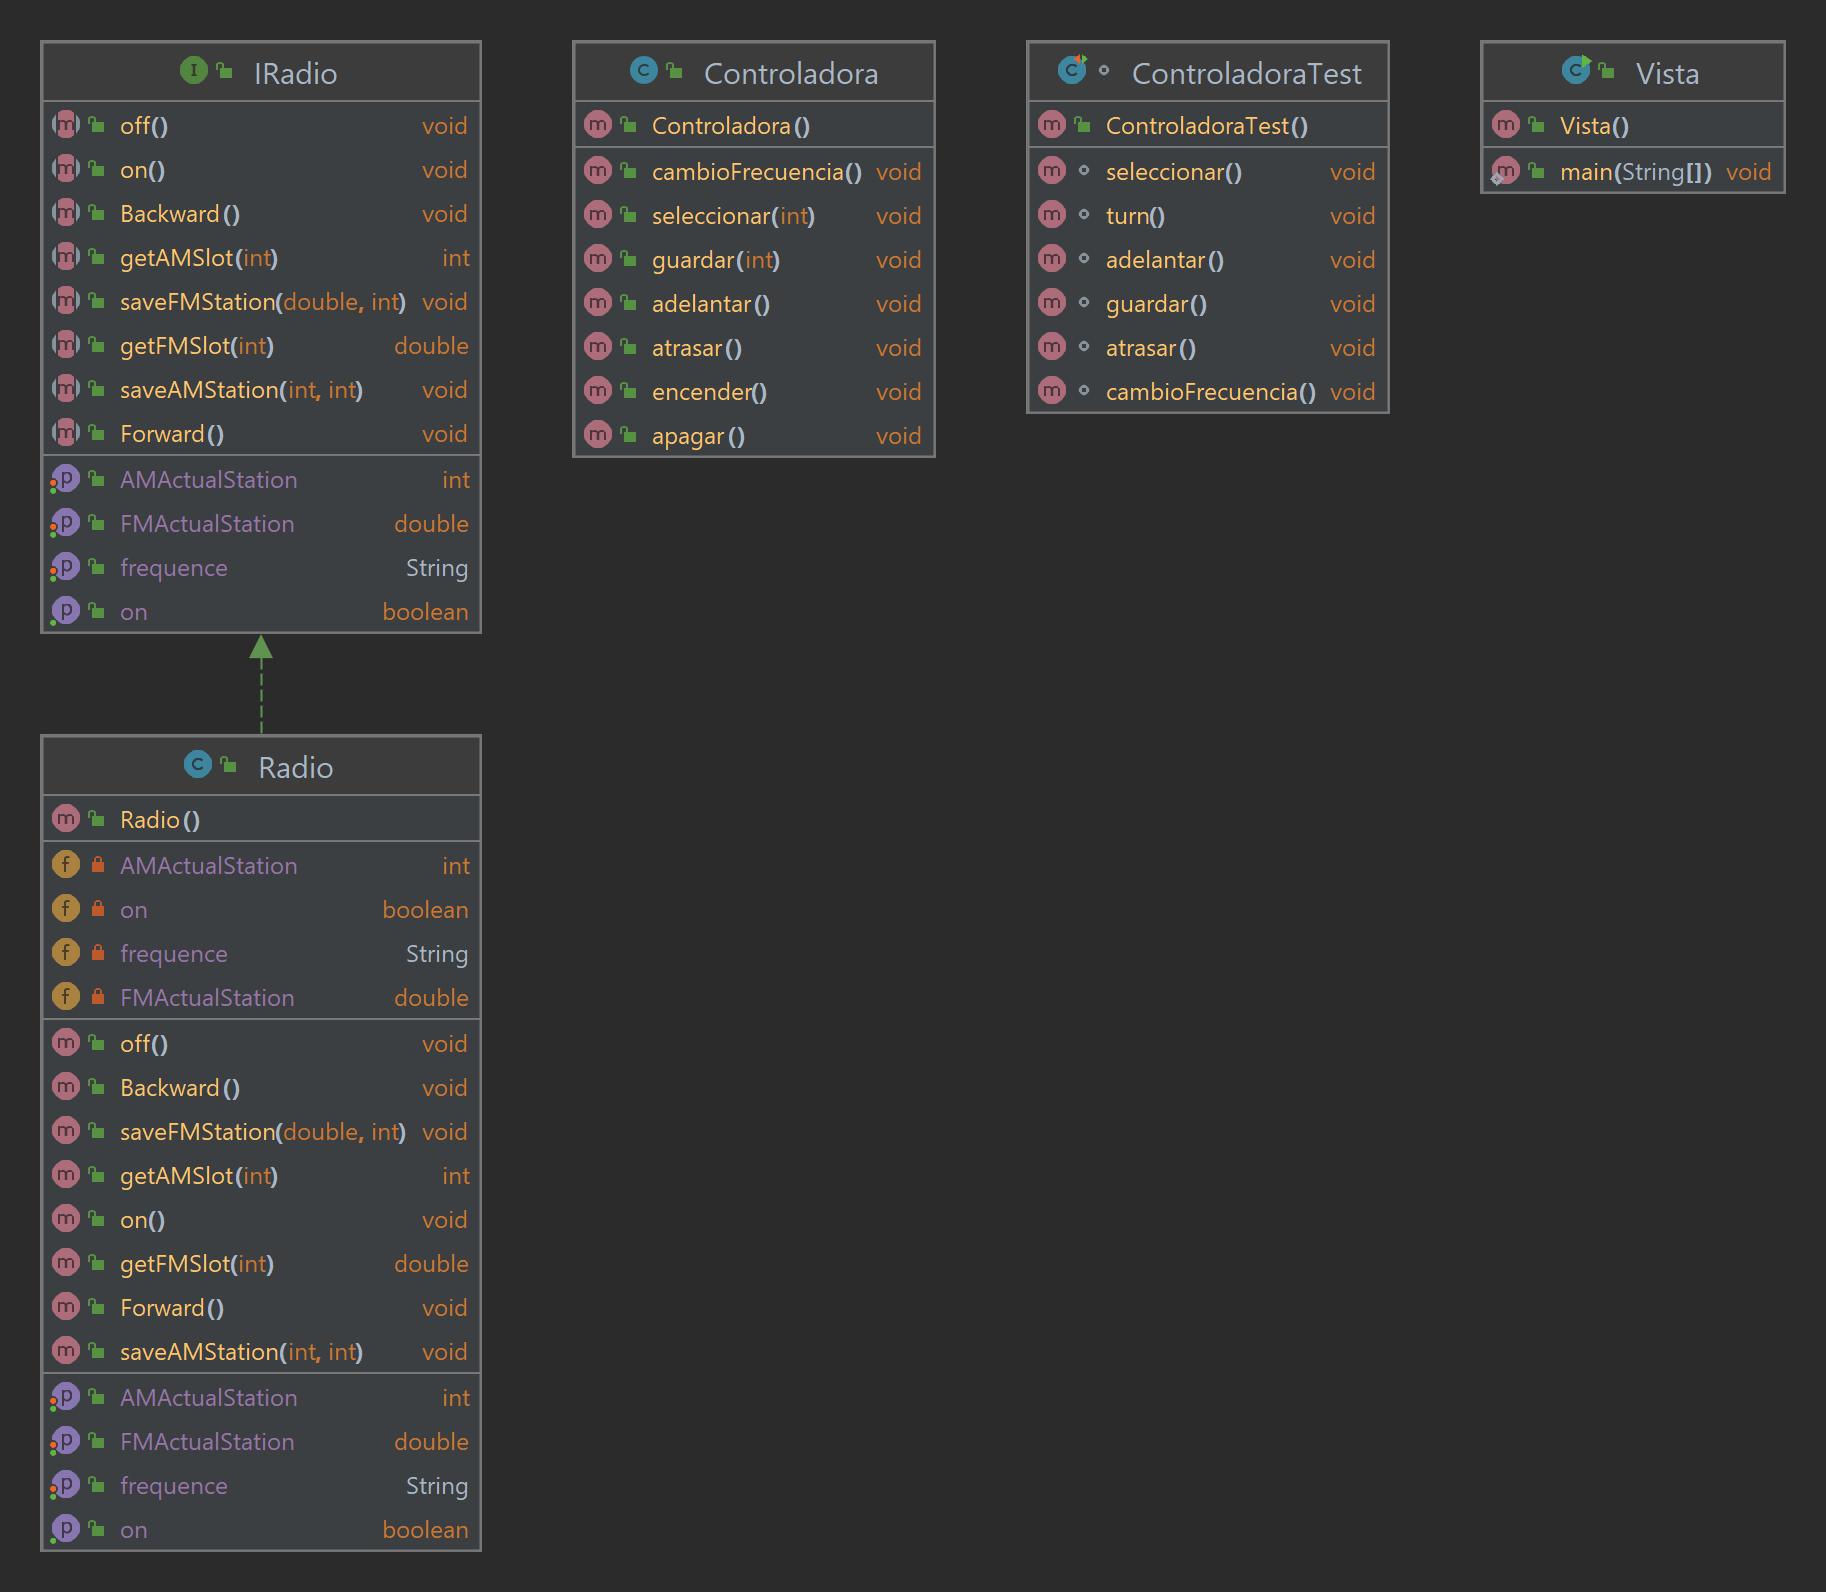 IRadio
off() void
on() void
Backward() void
getAMSlot(int) int
saveFMStation(double, int) void
getFMSlot(int) double
saveAMStation(int, int) void
Forward() void
AMActualStation int
FMActualStation double
frequence String
on boolean
Radio
Radio()
AMActualStation int
on boolean
frequence String
FMActualStation double
off() void
Backward() void
saveFMStation(double, int) void
getAMSlot(int) int
on() void
getFMSlot(int) double
Forward() void
saveAMStation(int, int) void
AMActualStation int
FMActualStation double
frequence String
on boolean
Controladora
Controladora()
cambioFrecuencia() void
seleccionar(int) void
guardar(int) void
adelantar() void
atrasar() void
encender() void
apagar() void
ControladoraTest
ControladoraTest()
seleccionar() void
turn() void
adelantar() void
guardar() void
atrasar() void
cambioFrecuencia() void
Vista
Vista()
main(String[]) void